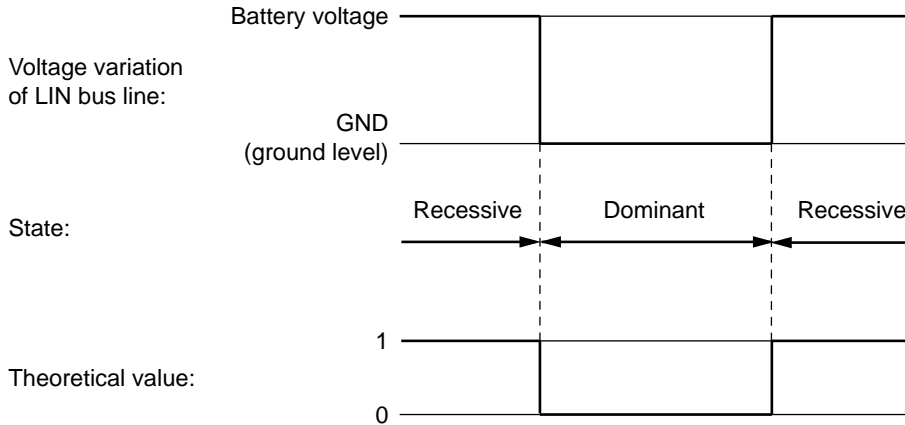 Battery voltage
Voltage variation
of LIN bus line:
GND
(ground level)
Recessive
Dominant
Recessive
State:
1
Theoretical value:
0